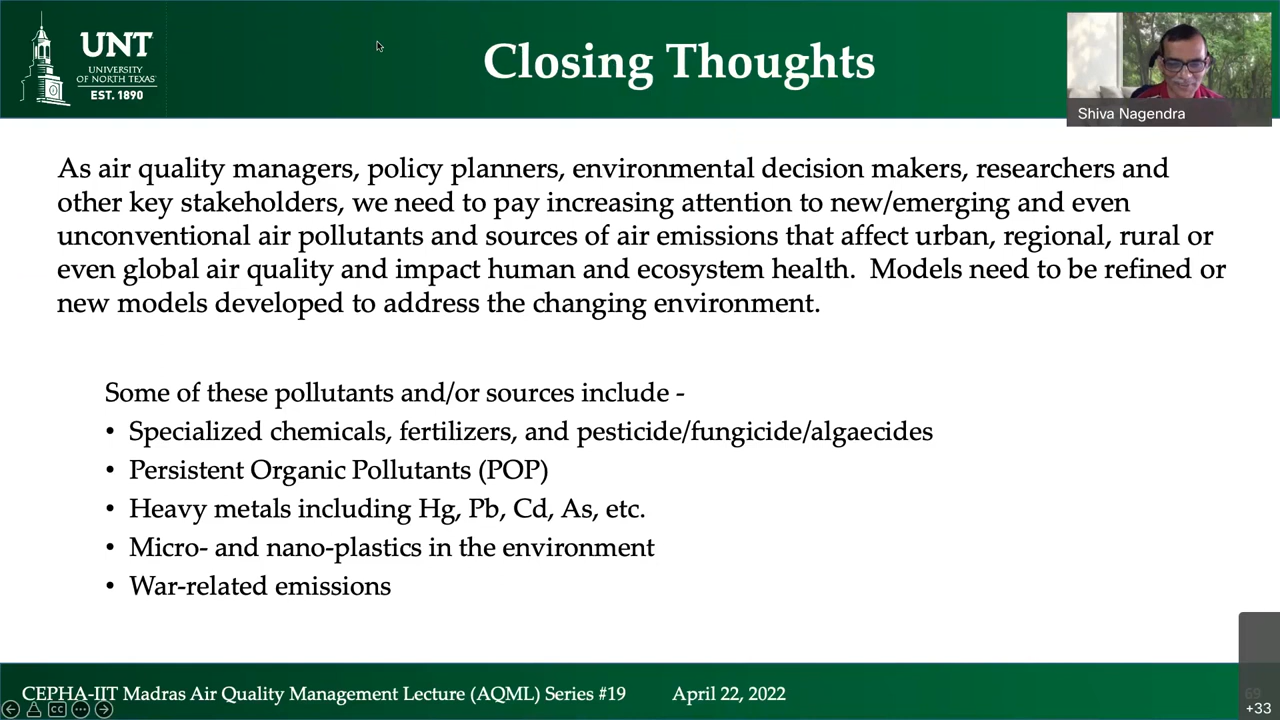 UNT
UNIVERSITY
OF NORTH TEXAS
EST. 1890
Closing Thoughts
Shiva Nagendra
As air quality managers, policy planners, environmental decision makers, researchers and
other key stakeholders, we need to pay increasing attention to new/emerging and even
unconventional air pollutants and sources of air emissions that affect urban, regional, rural or
even global air quality and impact human and ecosystem health.  Models need to be refined or
new models developed to address the changing environment.
Some of these pollutants and/or sources include -
• Specialized chemicals, fertilizers, and pesticide/fungicide/algaecides
• Persistent Organic Pollutants (POP)
• Heavy metals including Hg, Pb, Cd, As, etc.
• Micro- and nano-plastics in the environment
• War-related emissions
CEPHA-IIT Madras Air Quality Management Lecture (AQML) Series #19 April 22, 2022
69
CC
+33